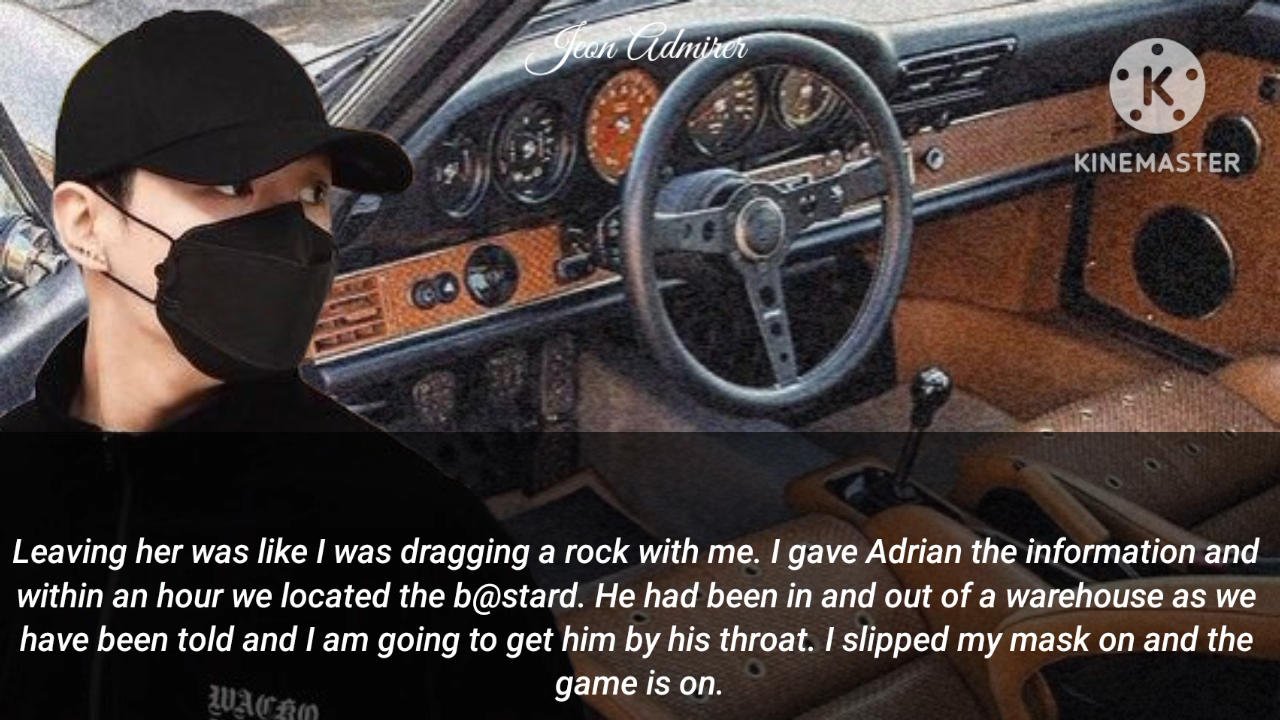 Jeon Admirer
K
KINEMASTER
Leaving her was like I was dragging a rock with me. I gave Adrian the information and
within an hour we located the b@stard. He had been in and out of a warehouse as we
have been told and I am going to get him by his throat. I slipped my mask on and the
game is on.
WACKO